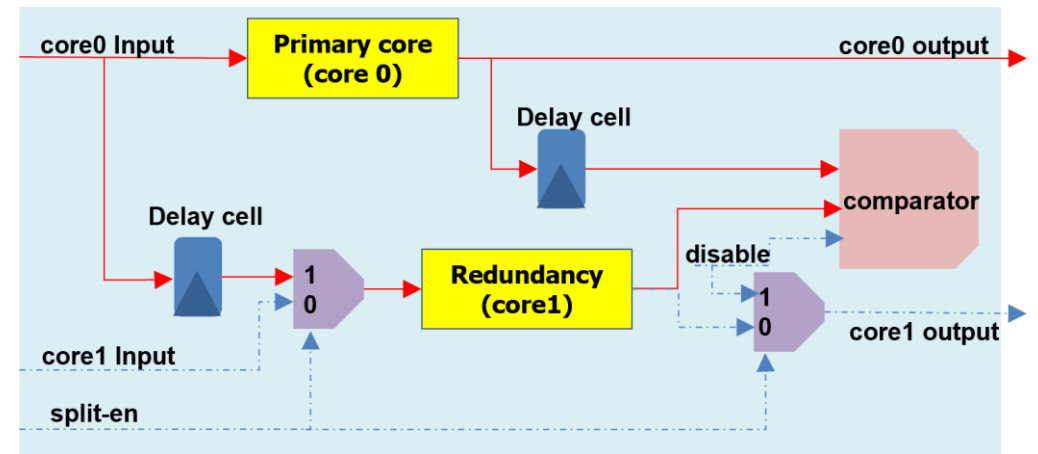 core0 Input
Primary core
(core 0)
core0 output
Delay cell
comparator
Delay cell
disable
1
0
Redundancy
(core1)
1
0
core1 output
core1 Input
split-en